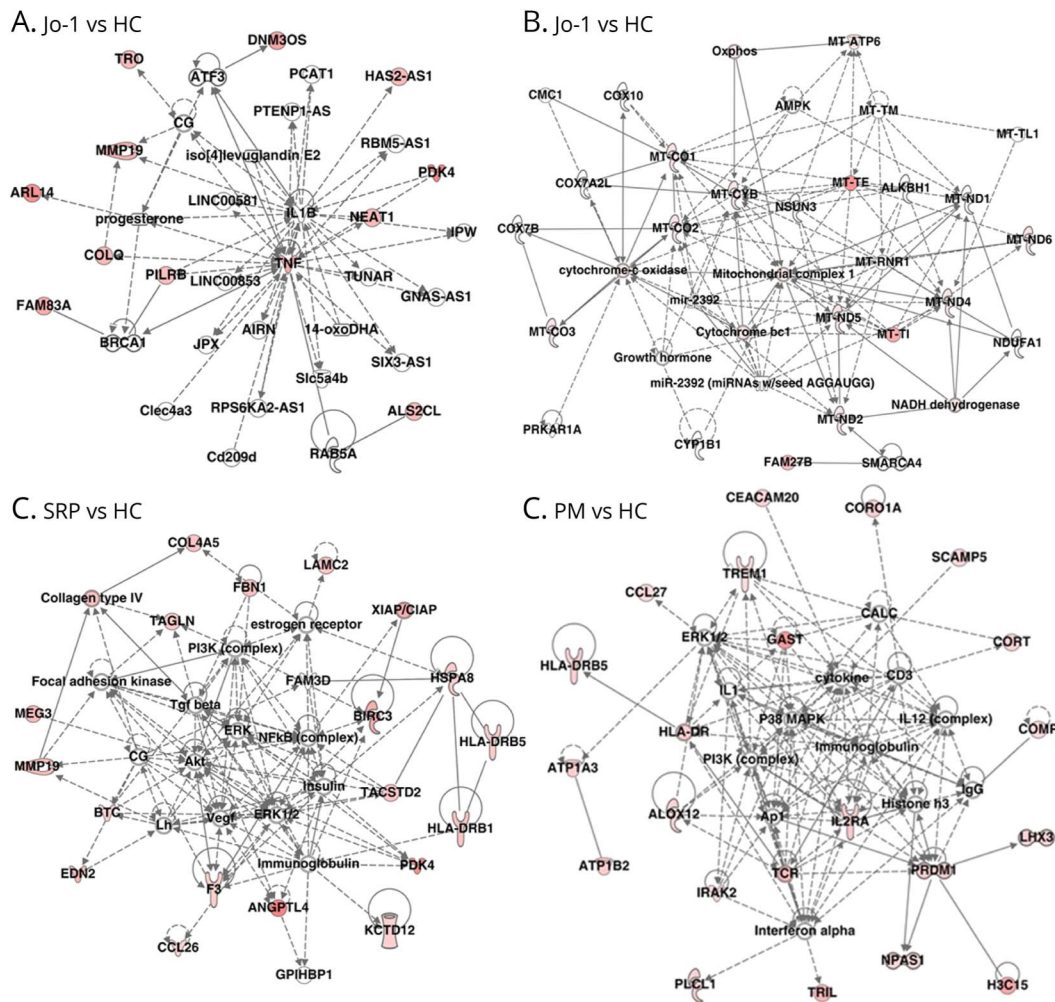 A. Jo-1 vs HC
DNM3OS
TRO
ATF3
PCAT1
HAS2-AS1
PTENP1-AS
CG
RBM5-AS1
MMP19
iso[4]levuglandin E2
PDK4
ARL14
LINC00581
progesterone
IL1B
NEAT1
IPW
COLQ
TNF
PILRB
LINC00853
TUNAR
GNAS-AS1
FAM83A
AIRN
14-oxoDHA
BRCA1
JPX
SIX3-AS1
Slc5a4b
Clec4a3
RPS6KA2-AS1
ALS2CL
Cd209d
RAB5A
B. Jo-1 vs HC
MT-ATP6
Oxphos
CMC1
COX10
AMPK
MT-TM
MT-TL1
MT-CO1
COX7A2L
MT-CYB
MT-TE
ALKBH1
MT-ND1
NSUN3
COX7B
MT-CO2
MT-ND6
cytochrome-c oxidase
Mitochondrial complex 1
MT-RNR1
mir-2392
MT-ND4
MT-CO3
Cytochrome bc1
MT-ND5
MT-TI
NDUFA1
Growth hormone
miR-2392 (miRNAs w/seed AGGAUGG)
NADH dehydrogenase
PRKAR1A
MT-ND2
CYP1B1
FAM27B
SMARCA4
C. SRP vs HC
COL4A5
LAMC2
FBN1
Collagen type IV
XIAP/CIAP
TAGLN
estrogen receptor
PI3K (complex)
Focal adhesion kinase
FAM3D
HSPA8
Tgf beta
MEG3
BIRC3
ERK
NFkB (complex)
HLA-DRB5
CG
MMP19
Akt
Insulin
TACSTD2
BTC
Lh
Vegf
ERK1/2
HLA-DRB1
EDN2
Immunoglobulin
PDK4
F3
ANGPTL4
KCTD12
CCL26
GPIHBP1
C. PM vs HC
CEACAM20
CORO1A
SCAMP5
TREM1
CCL27
CALC
ERK1/2
GAST
CORT
HLA-DRB5
cytokine
CD3
IL1
HLA-DR
P38 MAPK
IL12 (complex)
COMP
Immunoglobulin
PI3K (complex)
ATP1A3
IgG
Histone h3
ALOX12
Ap1
IL2RA
LHX3
ATP1B2
TCR
PRDM1
IRAK2
Interferon alpha
NPAS1
PLCL1
TRIL
H3C15